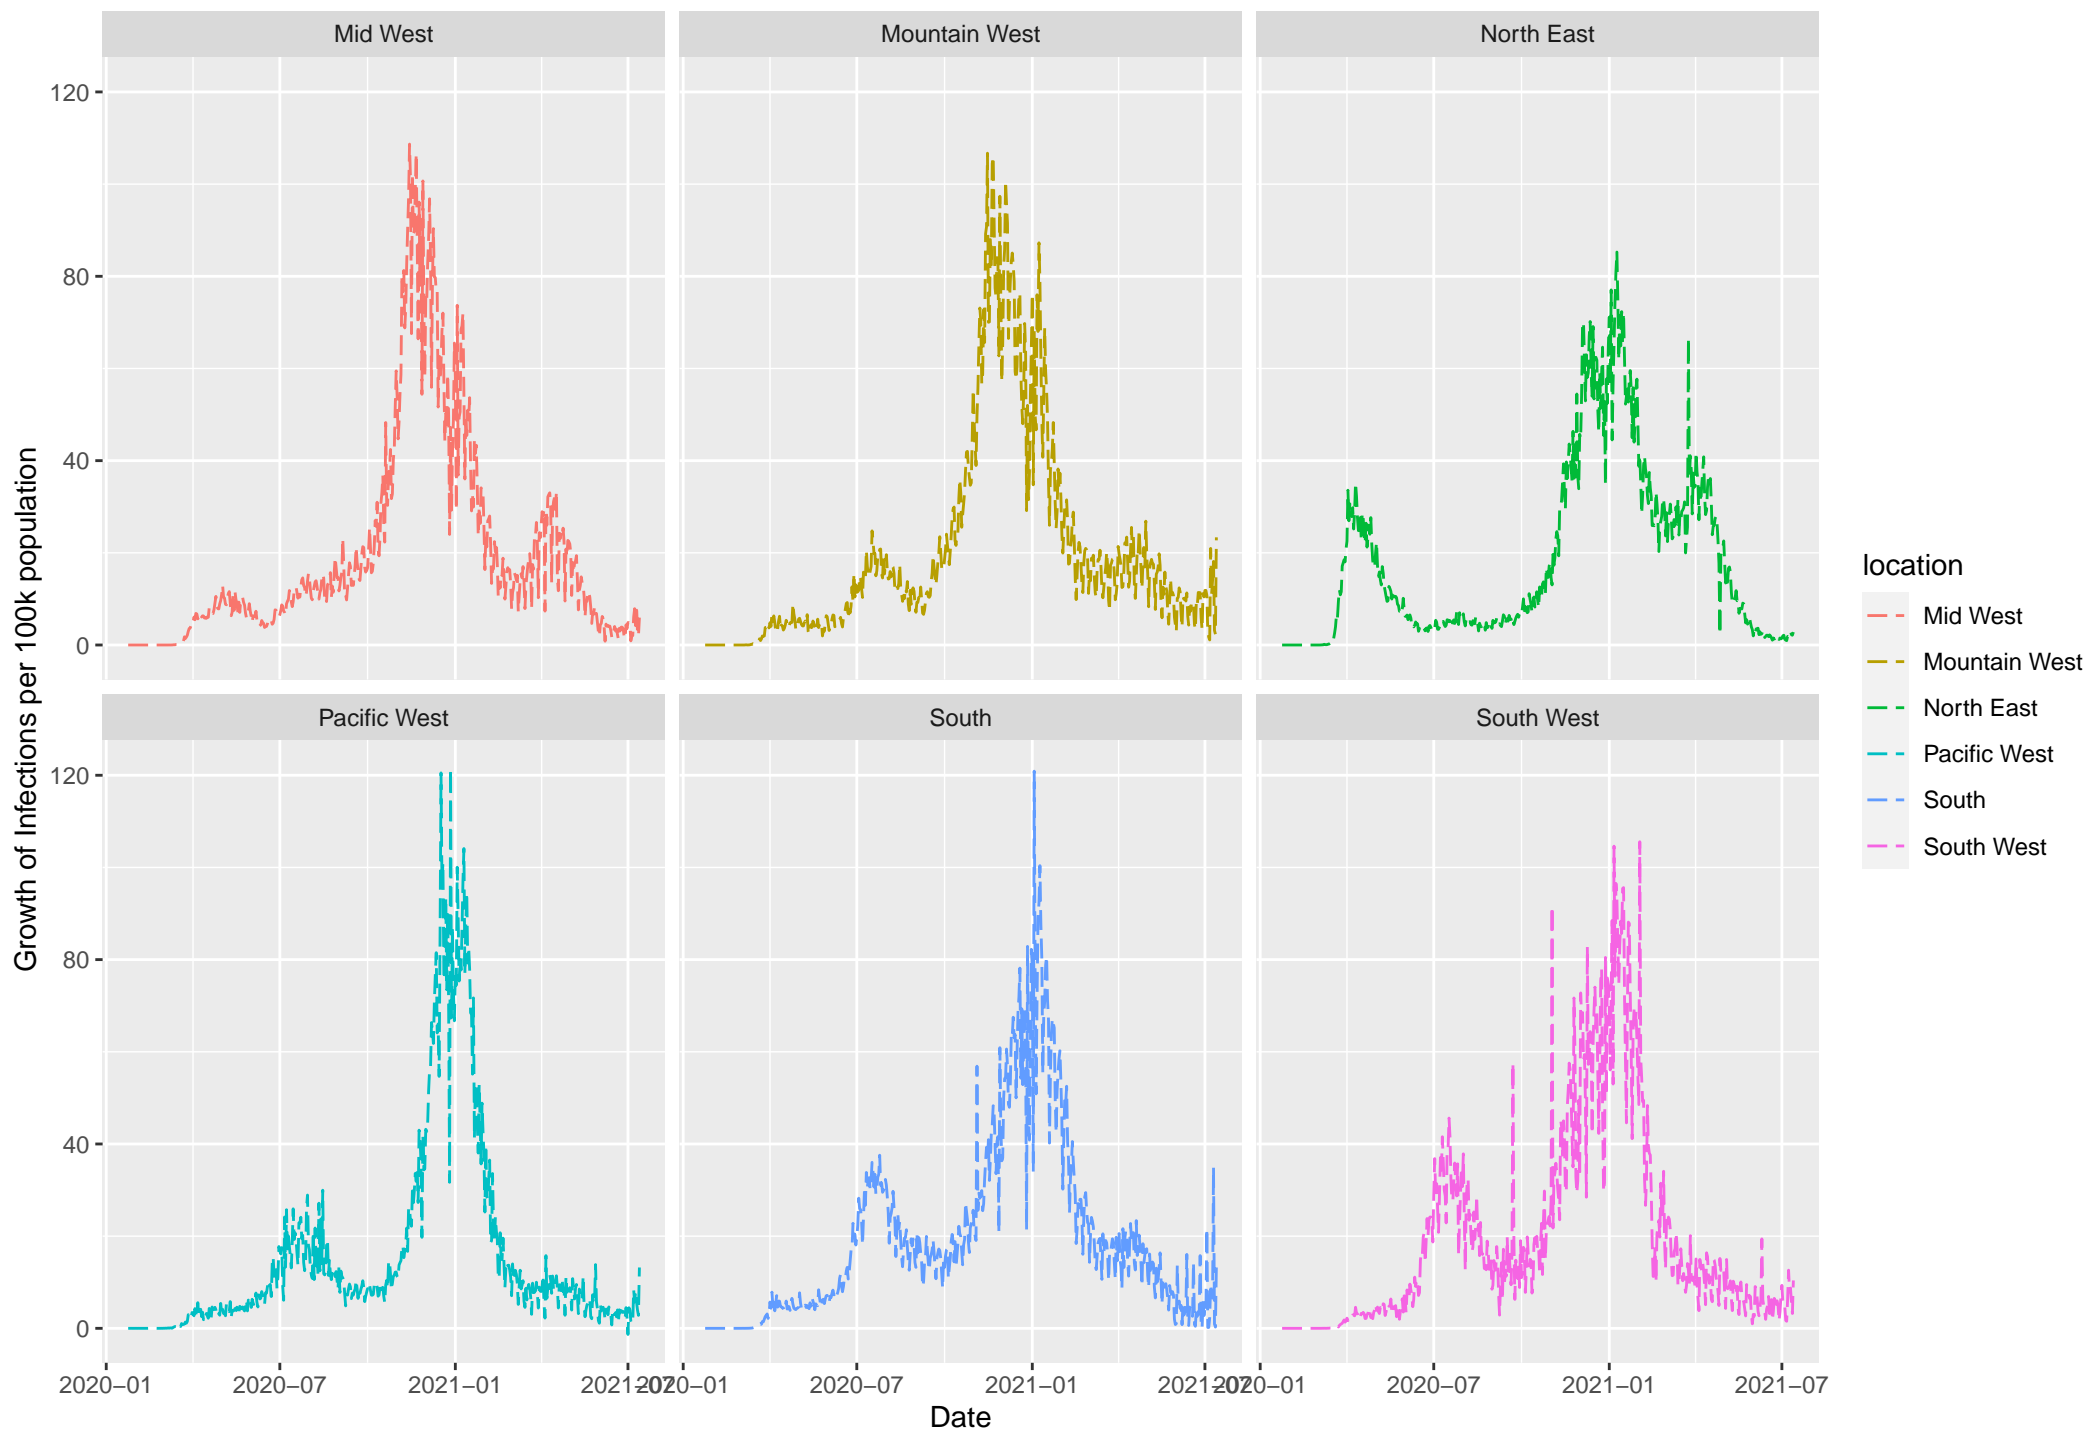 Mid West
Mountain West
North East
120
80
40
0
Pacific West
South
South West
120
80
40
0
2020−01
2020−07
2021−01
2021−07
2020−01
2020−07
2021−01
2021−07
2020−01
2020−07
2021−01
2021−07
Date
Growth of Infections per 100k population
location
Mid West
Mountain West
North East
Pacific West
South
South West